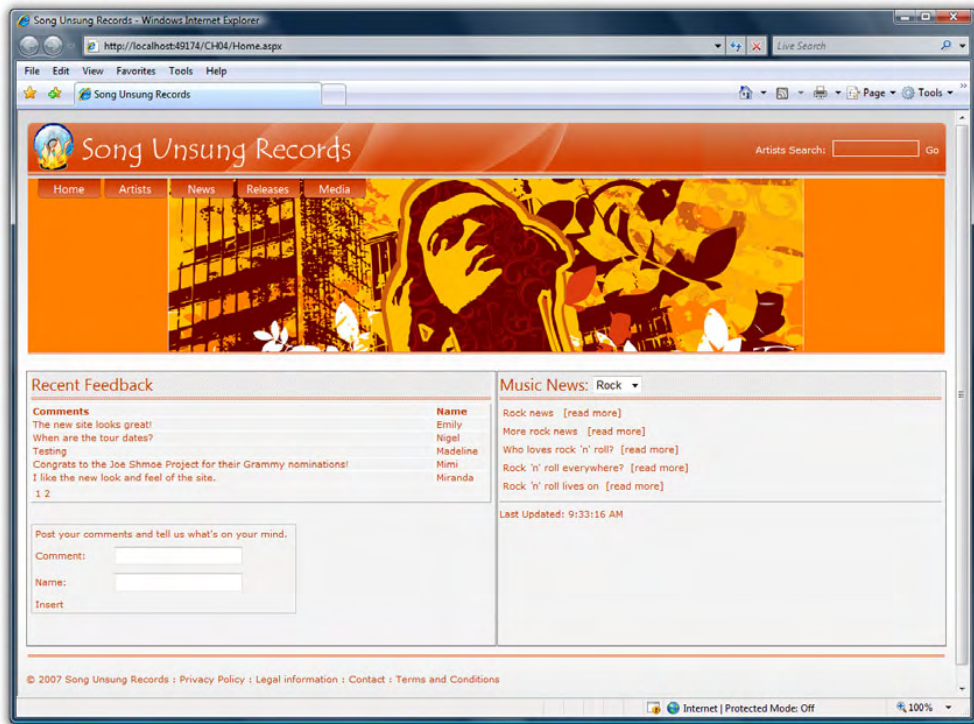 Song Unsung Records - Windows Internet Explorer
http://localhost:49174/CH04/Home.aspx
Live Search
File Edit View Favorites Tools Help
Song Unsung Records
Page Tools
Song Unsung Records
Artists Search: Go
Home Artists News Releases Media
Recent Feedback
Comments Name
The new site looks great! Emily
When are the tour dates? Nigel
Testing Madeline
Congrats to the Joe Shmoe Project for their Grammy nominations! Mimi
I like the new look and feel of the site. Miranda
1 2
Post your comments and tell us what's on your mind.
Comment:
Name:
Insert
Music News: Rock
Rock news [read more]
More rock news [read more]
Who loves rock 'n' roll? [read more]
Rock 'n' roll everywhere? [read more]
Rock 'n' roll lives on [read more]
Last Updated: 9:33:16 AM
© 2007 Song Unsung Records : Privacy Policy : Legal information : Contact : Terms and Conditions
Internet | Protected Mode: Off 100%